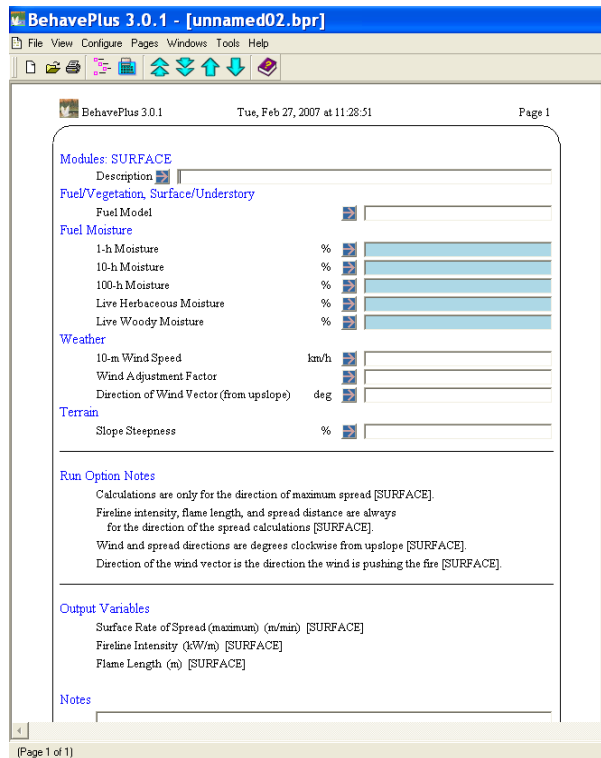 BehavePlus 3.0.1 - [unnamed02.bpr]
File View Configure Pages Windows Tools Help
BehavePlus 3.0.1 Tue, Feb 27, 2007 at 11:28:51 Page 1
Modules: SURFACE
Description
Fuel/Vegetation, Surface/Understory
Fuel Model
Fuel Moisture
1-h Moisture %
10-h Moisture %
100-h Moisture %
Live Herbaceous Moisture %
Live Woody Moisture %
Weather
10-m Wind Speed km/h
Wind Adjustment Factor
Direction of Wind Vector (from upslope) deg
Terrain
Slope Steepness %
Run Option Notes
Calculations are only for the direction of maximum spread [SURFACE].
Fireline intensity, flame length, and spread distance are always
for the direction of the spread calculations [SURFACE].
Wind and spread directions are degrees clockwise from upslope [SURFACE].
Direction of the wind vector is the direction the wind is pushing the fire [SURFACE].
Output Variables
Surface Rate of Spread (maximum) (m/min) [SURFACE]
Fireline Intensity (kW/m) [SURFACE]
Flame Length (m) [SURFACE]
Notes
(Page 1 of 1)